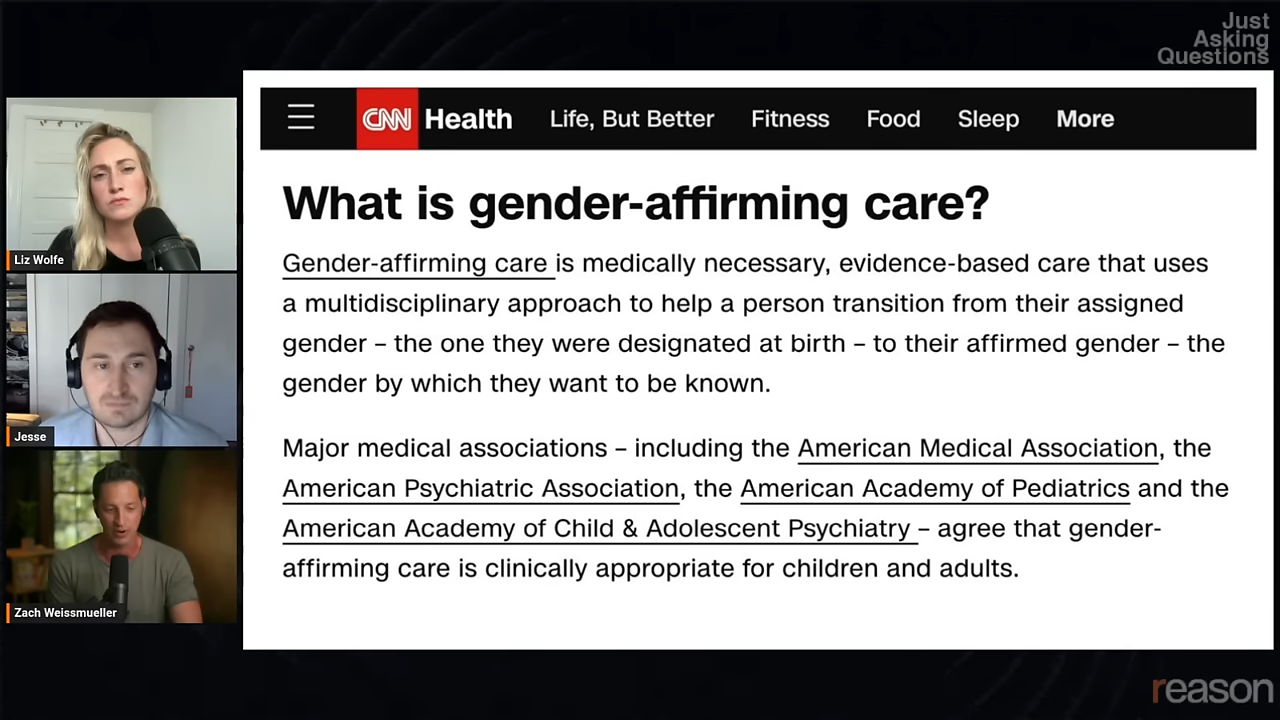 Just
Asking
Questions
CNN Health Life, But Better Fitness Food Sleep More
What is gender-affirming care?
Gender-affirming care is medically necessary, evidence-based care that uses
a multidisciplinary approach to help a person transition from their assigned
gender – the one they were designated at birth – to their affirmed gender – the
gender by which they want to be known.
Major medical associations – including the American Medical Association, the
American Psychiatric Association, the American Academy of Pediatrics and the
American Academy of Child & Adolescent Psychiatry – agree that gender-
affirming care is clinically appropriate for children and adults.
Liz Wolfe
Jesse
Zach Weissmueller
reason